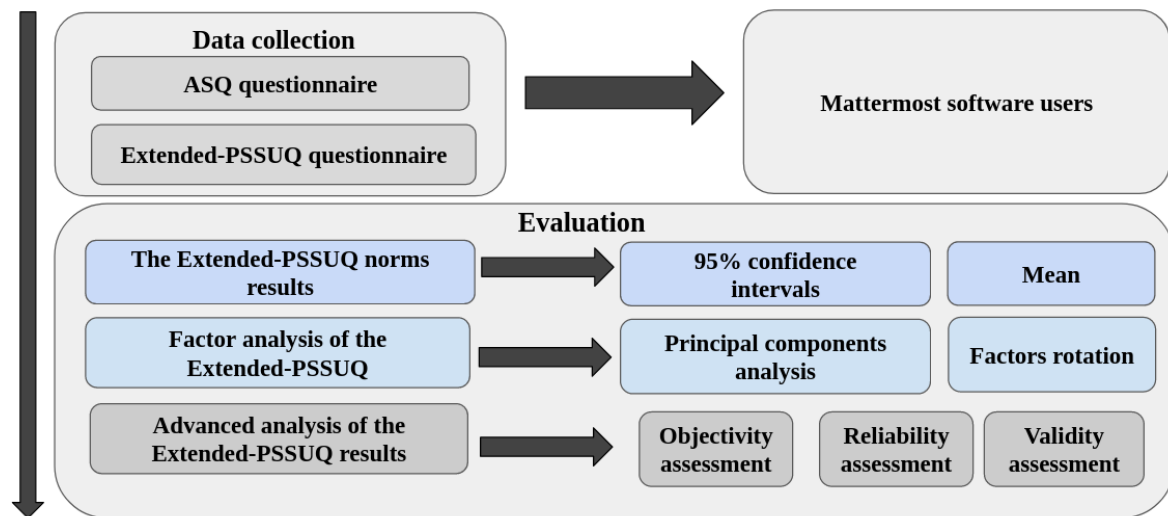 Data collection
ASQ questionnaire
Extended-PSSUQ questionnaire
Mattermost software users
Evaluation
The Extended-PSSUQ norms
results
95% confidence
intervals
Mean
Factor analysis of the
Extended-PSSUQ
Principal components
analysis
Factors rotation
Advanced analysis of the
Extended-PSSUQ results
Objectivity
assessment
Reliability
assessment
Validity
assessment